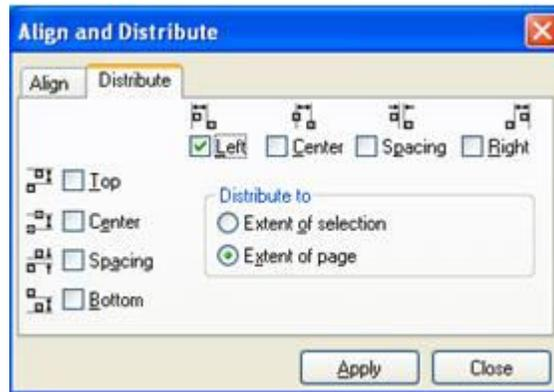 Align and Distribute
Align Distribute
Left Center Spacing Right
Top
Distribute to
Extent of selection
Center
Extent of page
Spacing
Bottom
Apply Close